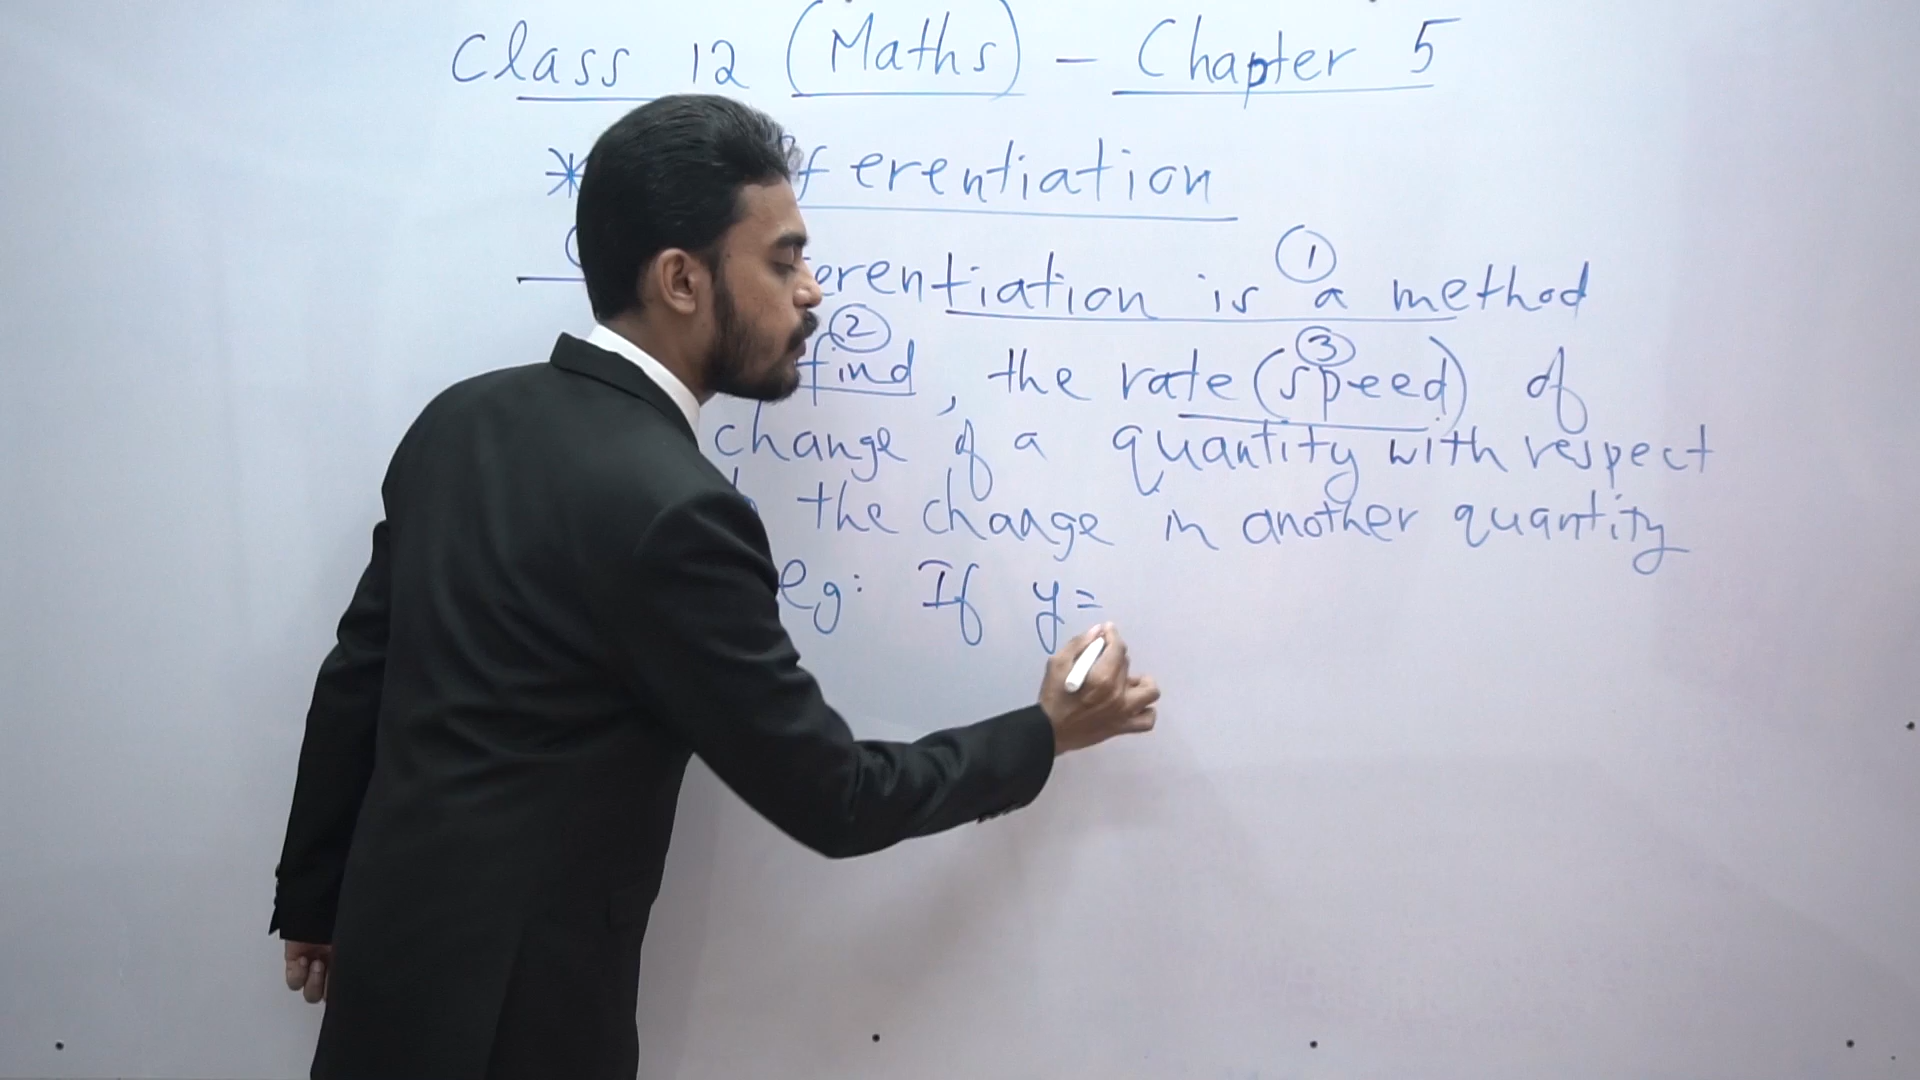 Class 12 (Maths) - Chapter 5
* fferentiation
erentiation is ① a method
② find, the rate (③ speed) of
change of a quantity with respect
the change in another quantity
eg: If y=